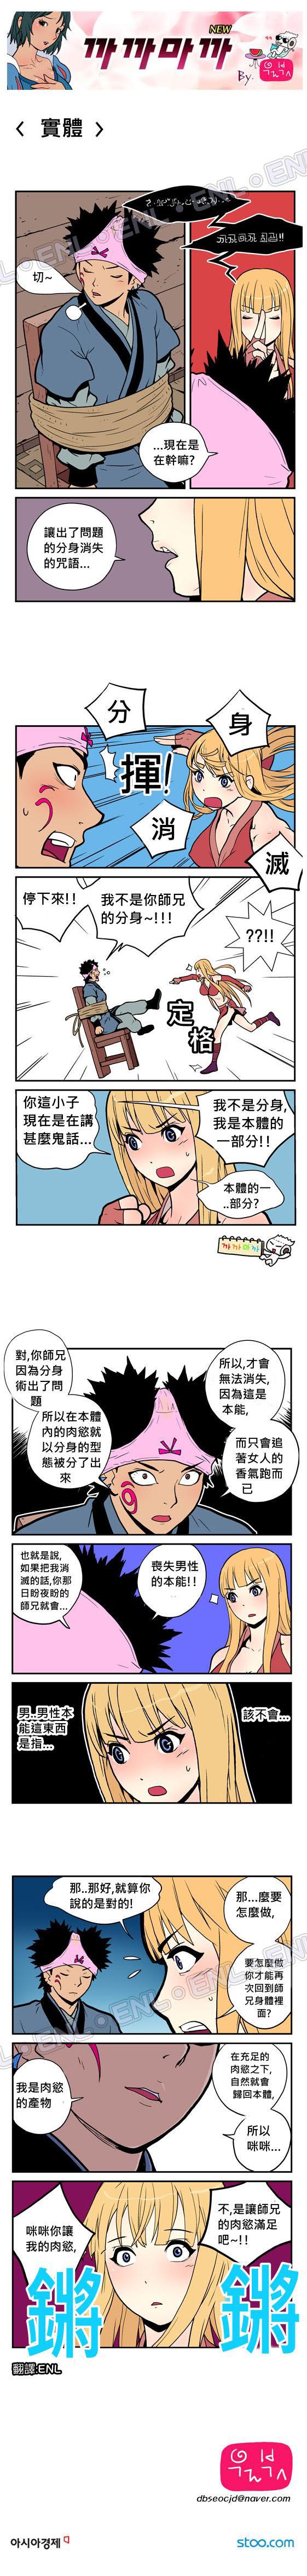 NEW
까까마까
By.
< 實體 >
切~
까까까까 까까!!
...現在是
在幹嘛?
讓出了問題
的分身消失
的咒語...
分
身
揮!
消
滅
停下來!!
我不是你師兄
的分身~!!!
??!!
定
格
你這小子
現在是在講
甚麼鬼話...
我不是分身,
我是本體的
一部分!!
本體的一
..部分?
까까마까
對,你師兄
因為分身
術出了問
題
所以在本體
內的肉慾就
以分身的型
態被分了出
來
所以,才會
無法消失,
因為這是
本能,
而只會追
著女人的
香氣跑而
已
也就是說,
如果把我消
滅的話,你那
日盼夜盼的
師兄就會...
喪失男性
的本能!!
男..男性本
能這東西
是指...
該不會...
那..那好,就算你
說的是對的!
那...麼要
怎麼做,
要怎麼做
你才能再
次回到師
兄身體裡
面?
我是肉慾
的產物
在充足的
肉慾之下,
自然就會
歸回本體,
所以
咪咪...
咪咪你讓
我的肉慾,
不,是讓師兄
的肉慾滿足
吧~!!
鏘
鏘
翻譯:ENL
dbseocjd@naver.com
아시아경제
stoo.com
ENL